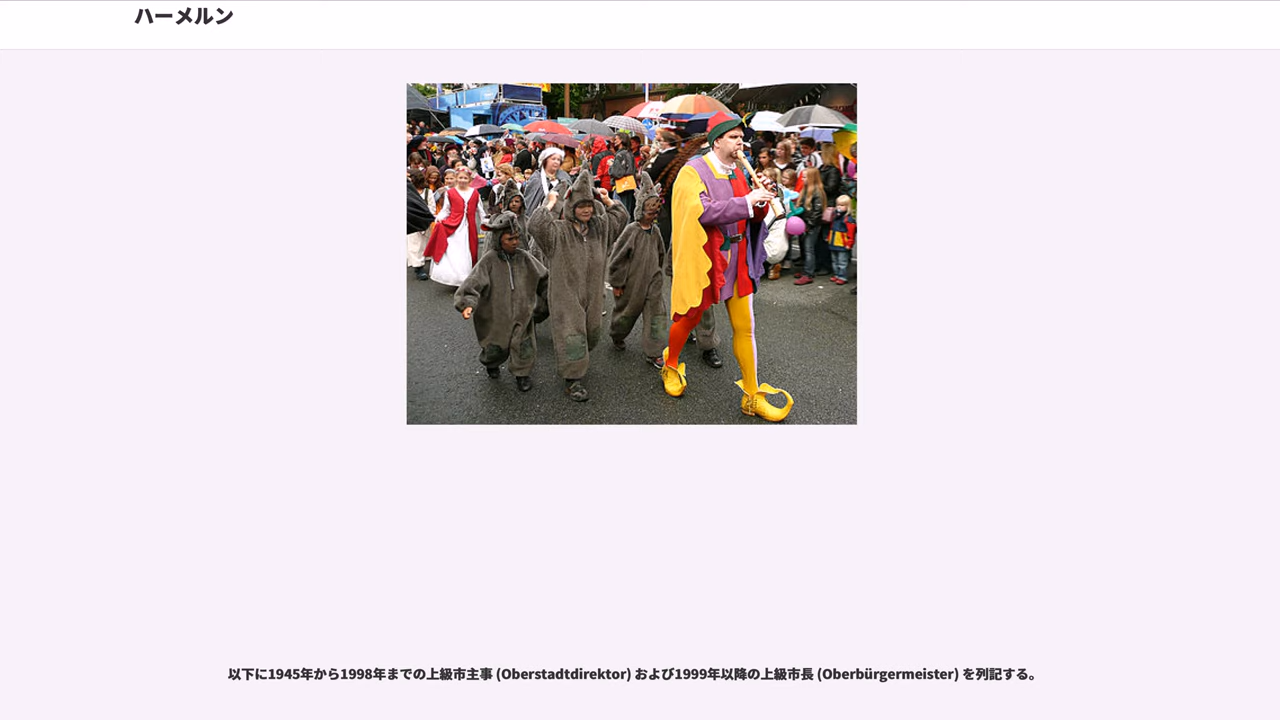 ハーメルン
以下に1945年から1998年までの上級市主事 (Oberstadtdirektor) および1999年以降の上級市長 (Oberbürgermeister) を列記する。